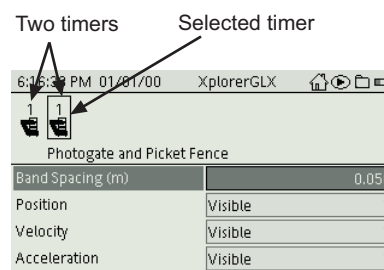 Two timers
Selected timer
6:16:38 PM 01/01/00 XplorerGLX
1 1
Photogate and Picket Fence
Band Spacing (m) 0.05
Position Visible
Velocity Visible
Acceleration Visible